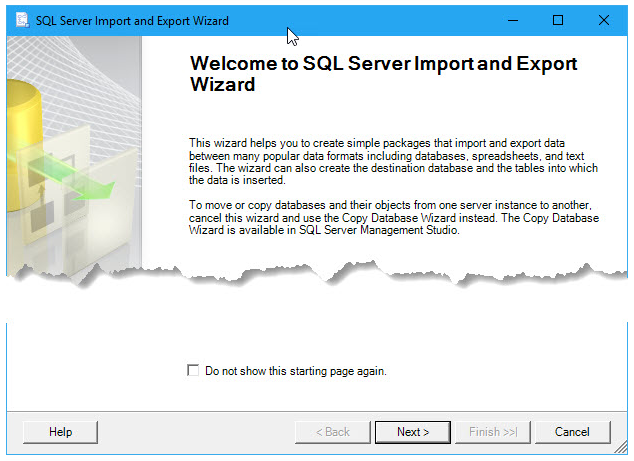 SQL Server Import and Export Wizard
Welcome to SQL Server Import and Export
Wizard
This wizard helps you to create simple packages that import and export data
between many popular data formats including databases, spreadsheets, and text
files. The wizard can also create the destination database and the tables into which
the data is inserted.
To move or copy databases and their objects from one server instance to another,
cancel this wizard and use the Copy Database Wizard instead. The Copy Database
Wizard is available in SQL Server Management Studio.
Do not show this starting page again.
Help
< Back
Next >
Finish >>|
Cancel